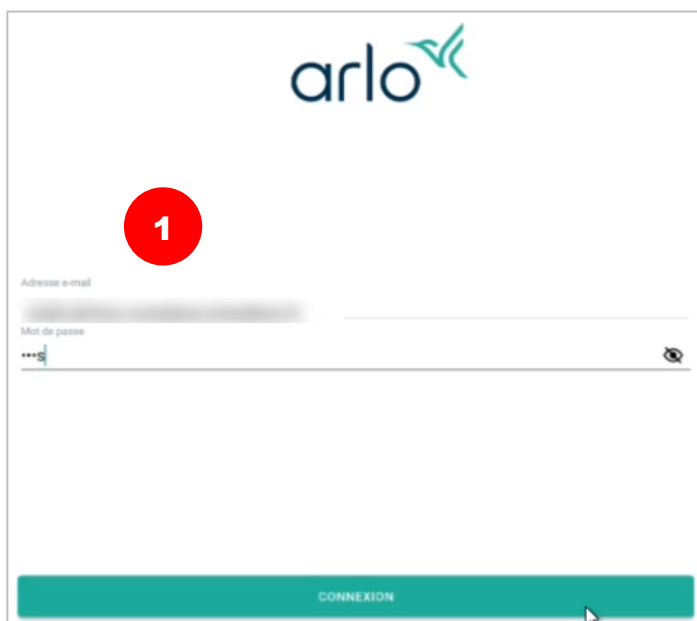 arlo
1
Adresse e-mail
Mot de passe
•••s
CONNEXION